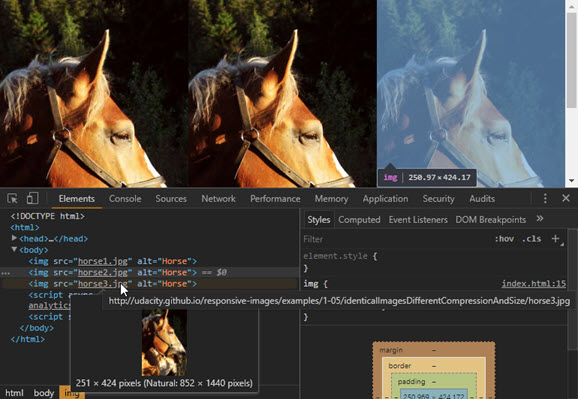 img | 250.97×424.17
Elements Console Sources Network Performance Memory Application Security Audits
<!DOCTYPE html>
<html>
<head>…</head>
<body>
<img src="horse1.jpg" alt="Horse">
… <img src="horse2.jpg" alt="Horse"> == $0
<img src="horse3.jpg" alt="Horse">
<script async
analytics
</body>
</html>
http://udacity.github.io/responsive-images/examples/1-05/identicalImagesDifferentCompressionAndSize/horse3.jpg
251 × 424 pixels (Natural: 852 × 1440 pixels)
html body img
Styles Computed Event Listeners DOM Breakpoints »
Filter :hov .cls +
element.style {
}
img { index.html:15
}
margin –
border –
padding –
250.969 × 424.172